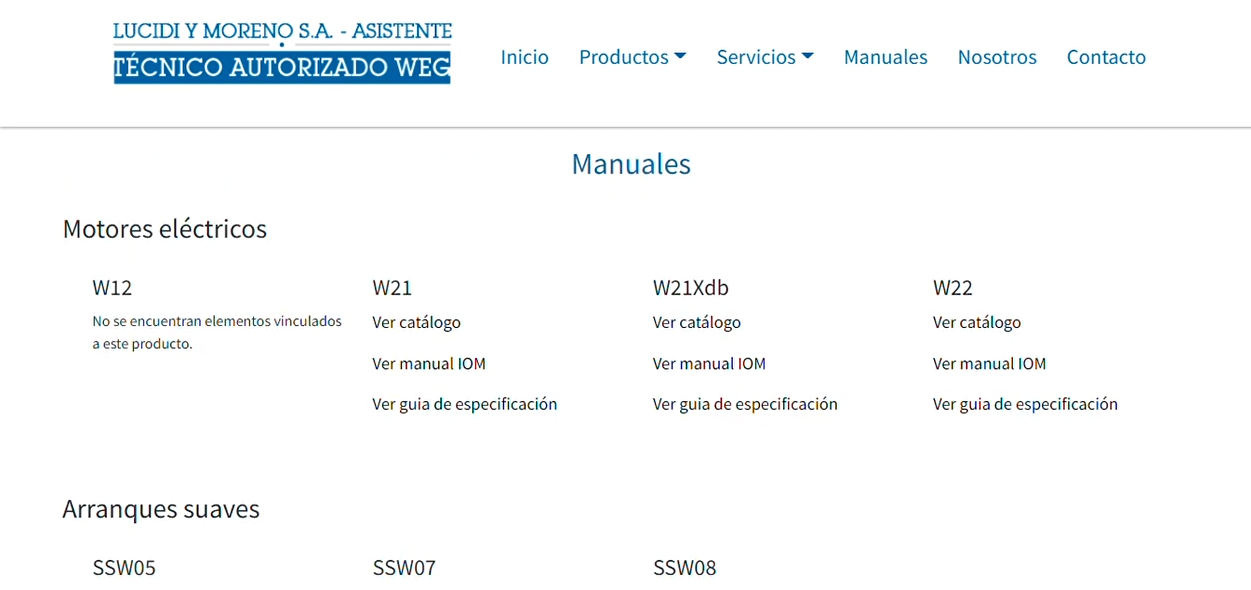 LUCIDI Y MORENO S.A. - ASISTENTE
TÉCNICO AUTORIZADO WEG
Inicio Productos Servicios Manuales Nosotros Contacto
Manuales
Motores eléctricos
W12 W21 W21Xdb W22
No se encuentran elementos vinculados Ver catálogo Ver catálogo Ver catálogo
a este producto.
Ver manual IOM Ver manual IOM Ver manual IOM
Ver guia de especificación Ver guia de especificación Ver guia de especificación
Arranques suaves
SSW05 SSW07 SSW08